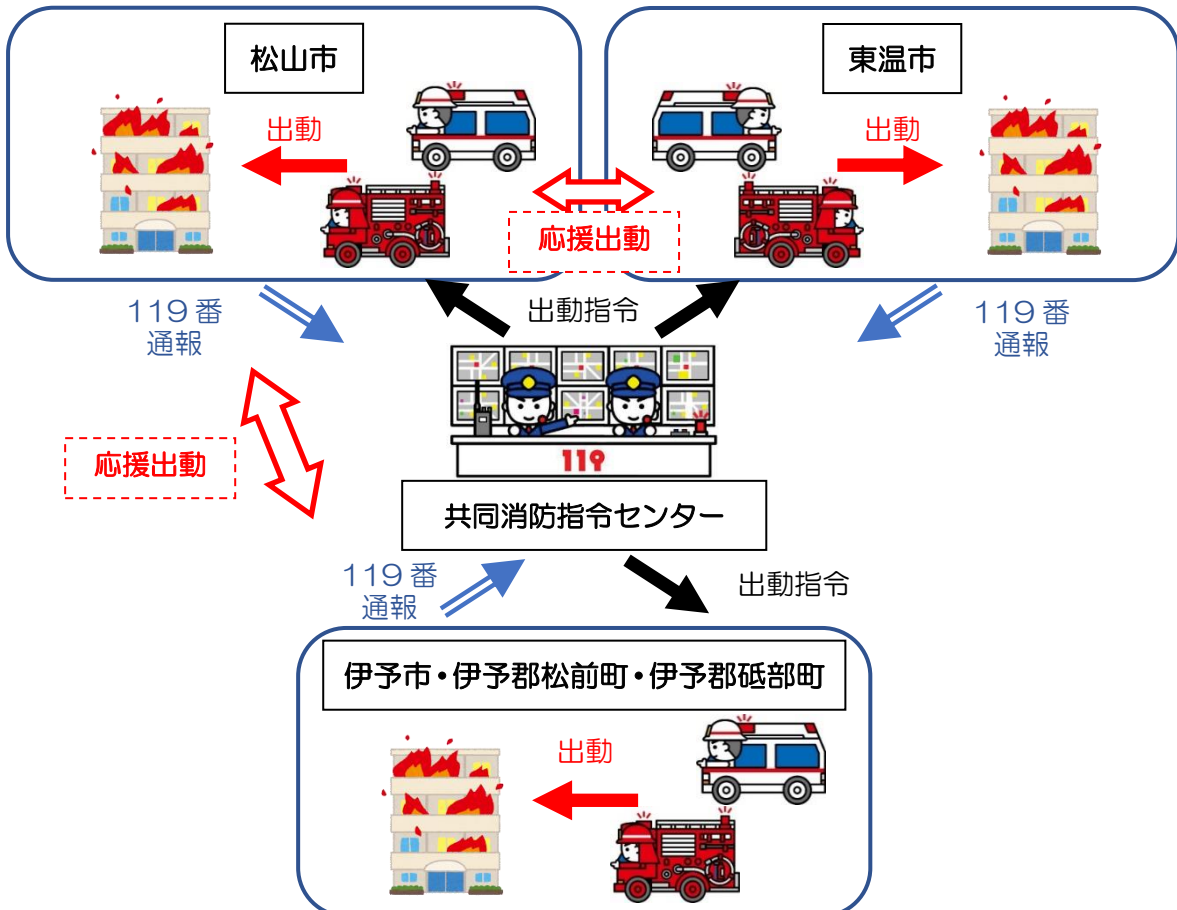 松山市
東温市
出動
出動
応援出動
119番
通報
出動指令
119番
通報
応援出動
119
共同消防指令センター
119番
通報
出動指令
伊予市・伊予郡松前町・伊予郡砥部町
出動